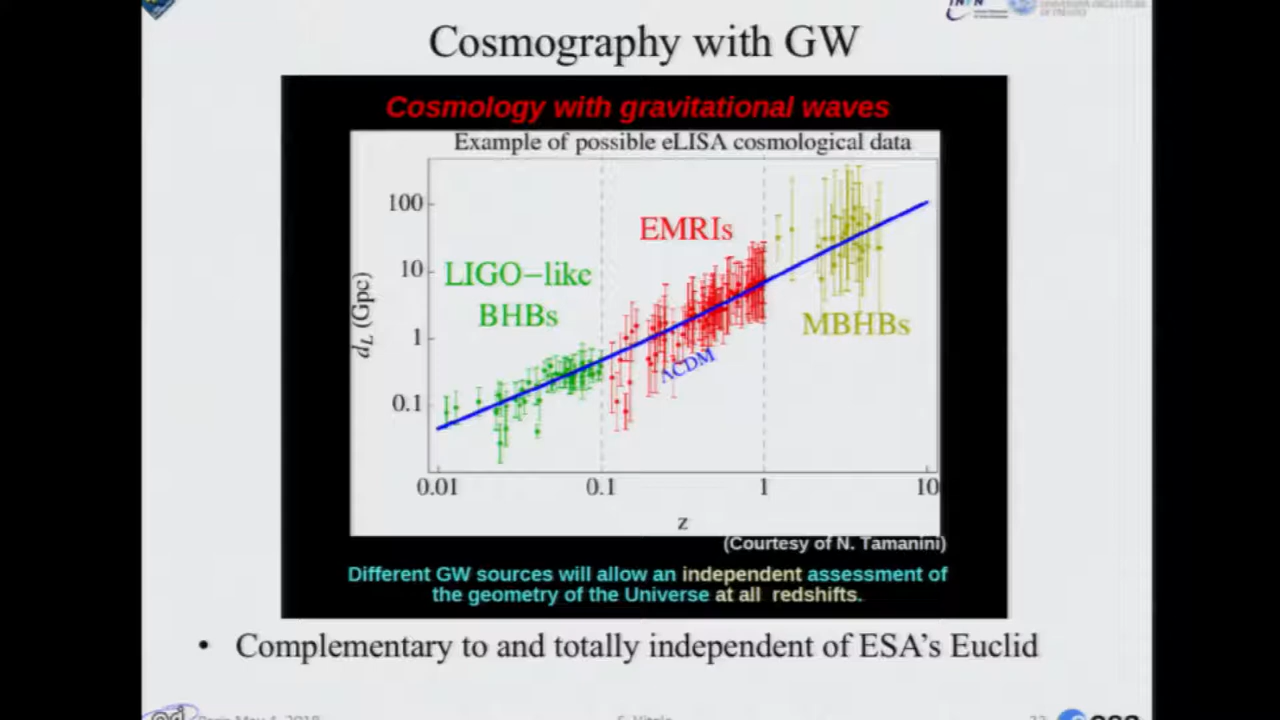 Cosmography with GW
Cosmology with gravitational waves
Example of possible eLISA cosmological data
100
10
1
0.1
d_L (Gpc)
EMRIs
LIGO−like
BHBs
MBHBs
ΛCDM
0.01
0.1
1
10
z
(Courtesy of N. Tamanini)
Different GW sources will allow an independent assessment of
the geometry of the Universe at all redshifts.
• Complementary to and totally independent of ESA's Euclid